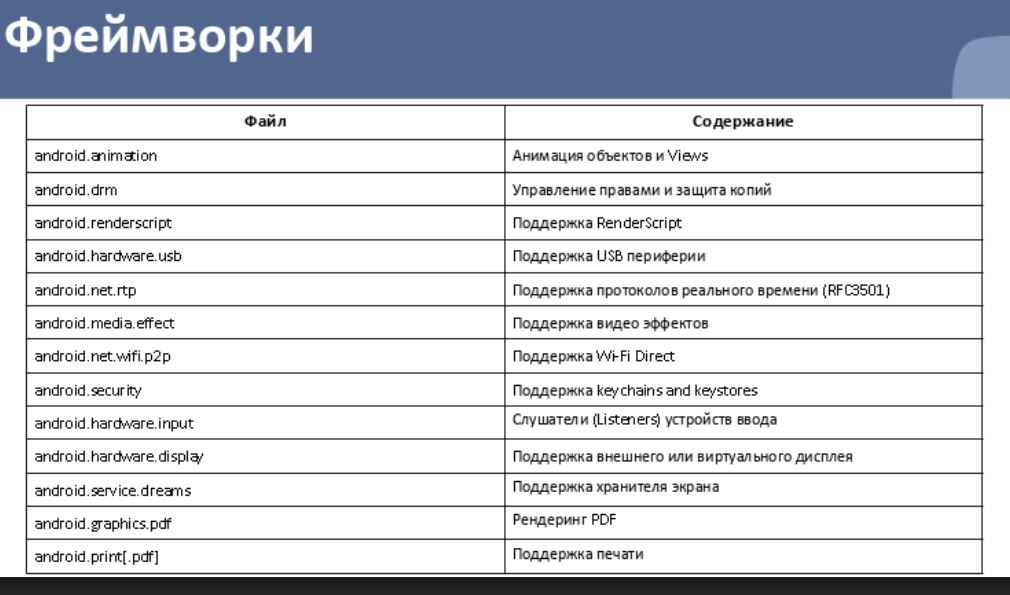 Фреймворки
Файл Содержание
android.animation Анимация объектов и Views
android.drm Управление правами и защита копий
android.renderscript Поддержка RenderScript
android.hardware.usb Поддержка USB периферии
android.net.rtp Поддержка протоколов реального времени (RFC3501)
android.media.effect Поддержка видео эффектов
android.net.wifi.p2p Поддержка Wi-Fi Direct
android.security Поддержка keychains and keystores
android.hardware.input Слушатели (Listeners) устройств ввода
android.hardware.display Поддержка внешнего или виртуального дисплея
android.service.dreams Поддержка хранителя экрана
android.graphics.pdf Рендеринг PDF
android.print[.pdf] Поддержка печати